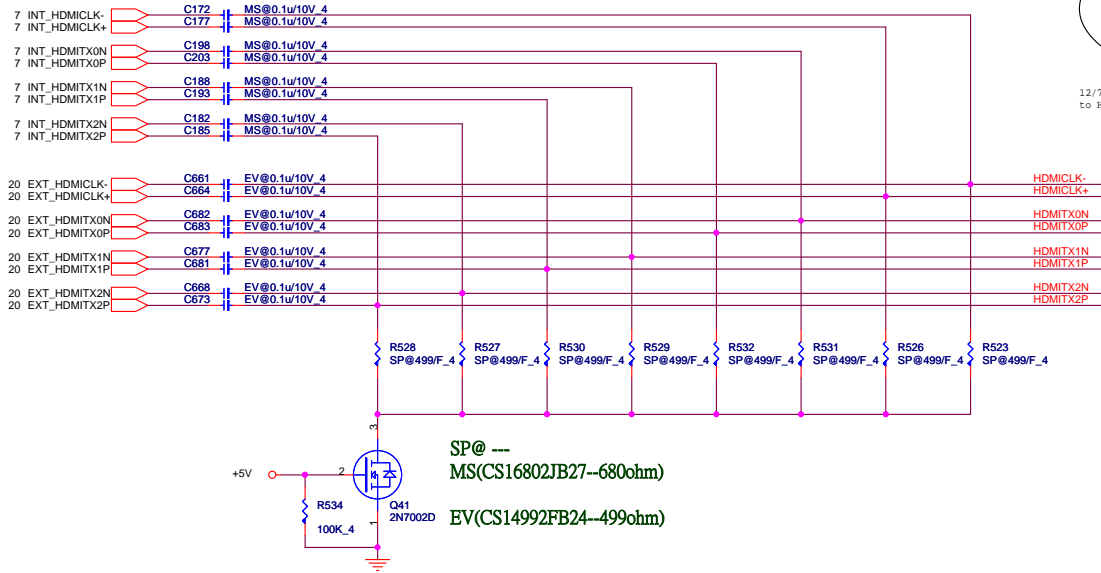 7 INT_HDMICLK- C172 MS@0.1u/10V_4
7 INT_HDMICLK+ C177 MS@0.1u/10V_4
7 INT_HDMITX0N C198 MS@0.1u/10V_4
7 INT_HDMITX0P C203 MS@0.1u/10V_4
7 INT_HDMITX1N C188 MS@0.1u/10V_4
7 INT_HDMITX1P C193 MS@0.1u/10V_4
12/7
to
7 INT_HDMITX2N C182 MS@0.1u/10V_4
7 INT_HDMITX2P C185 MS@0.1u/10V_4
20 EXT_HDMICLK- C661 EV@0.1u/10V_4 HDMICLK-
20 EXT_HDMICLK+ C664 EV@0.1u/10V_4 HDMICLK+
20 EXT_HDMITX0N C682 EV@0.1u/10V_4 HDMITX0N
20 EXT_HDMITX0P C683 EV@0.1u/10V_4 HDMITX0P
20 EXT_HDMITX1N C677 EV@0.1u/10V_4 HDMITX1N
20 EXT_HDMITX1P C681 EV@0.1u/10V_4 HDMITX1P
20 EXT_HDMITX2N C668 EV@0.1u/10V_4 HDMITX2N
20 EXT_HDMITX2P C673 EV@0.1u/10V_4 HDMITX2P
R528 R527 R530 R529 R532 R531 R526 R523
SP@499/F_4 SP@499/F_4 SP@499/F_4 SP@499/F_4 SP@499/F_4 SP@499/F_4 SP@499/F_4 SP@499/F_4
3
SP@ ---
MS(CS16802JB27--680ohm)
+5V 2
R534 Q41
100K_4 2N7002D
1
EV(CS14992FB24--499ohm)